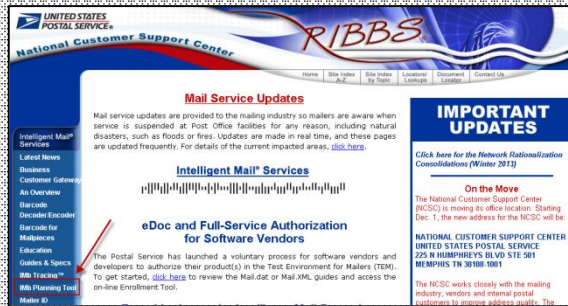 UNITED STATES
POSTAL SERVICE®
National Customer Support Center
RIBBS
Home
Site Index
A-Z
Site Index
by Topic
Locators/
Lookups
Document
Locator
Contact Us
Intelligent Mail®
Services
Latest News
Business
Customer Gateway
An Overview
Barcode
Decoder/Encoder
Barcode for
Mailpieces
Education
Guides & Specs
IMb Tracing™
IMb Planning Tool
Mailer ID
Mail Service Updates
Mail service updates are provided to the mailing industry so mailers are aware when
service is suspended at Post Office facilities for any reason, including natural
disasters, such as floods or fires. Updates are made in real time, and these pages
are updated frequently. For details of the current impacted areas, click here.
Intelligent Mail® Services
eDoc and Full-Service Authorization
for Software Vendors
The Postal Service has launched a voluntary process for software vendors and
developers to authorize their product(s) in the Test Environment for Mailers (TEM).
To get started, click here to review the Mail.dat or Mail.XML guides and access the
on-line Enrollment Tool.
IMPORTANT
UPDATES
Click here for the Network Rationalization
Consolidations (Winter 2013)
On the Move
The National Customer Support Center
(NCSC) is moving its office location. Starting
Dec. 1, the new address for the NCSC will be:
NATIONAL CUSTOMER SUPPORT CENTER
UNITED STATES POSTAL SERVICE
225 N HUMPHREYS BLVD STE 501
MEMPHIS TN 38188-1001
The NCSC works closely with the mailing
industry, vendors and internal postal
customers to improve address quality. The